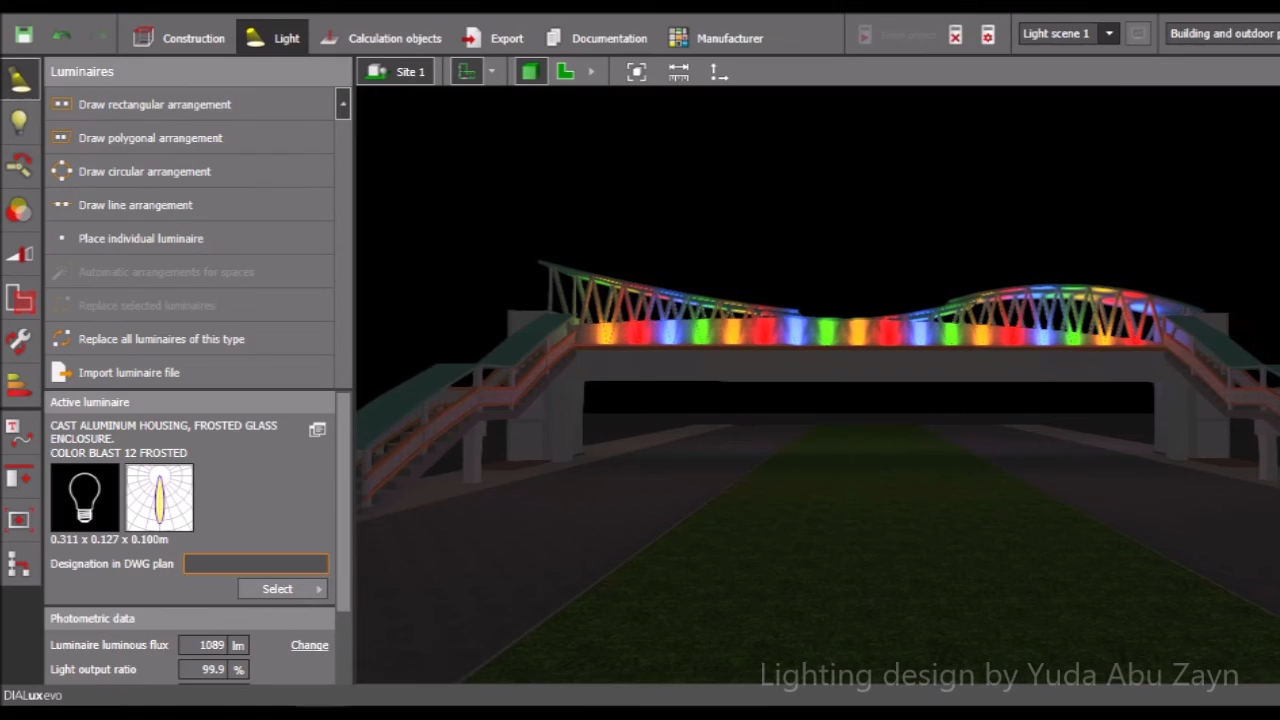 Construction
Light
Calculation objects
Export
Documentation
Manufacturer
Light scene 1
Building and outdoor p
Luminaires
Site 1
Draw rectangular arrangement
Draw polygonal arrangement
Draw circular arrangement
Draw line arrangement
Place individual luminaire
Automatic arrangements for spaces
Replace selected luminaires
Replace all luminaires of this type
Import luminaire file
Active luminaire
CAST ALUMINUM HOUSING, FROSTED GLASS
ENCLOSURE.
COLOR BLAST 12 FROSTED
0.311 x 0.127 x 0.100m
Designation in DWG plan
Select
Photometric data
Luminaire luminous flux 1089 lm Change
Light output ratio 99.9 %
Lighting design by Yuda Abu Zayn
DIALux evo